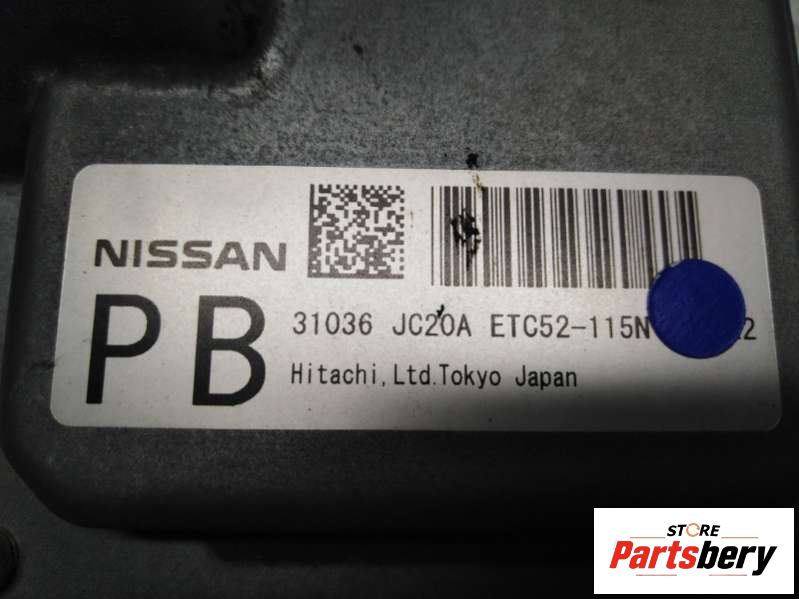 NISSAN
PB
31036 JC20A ETC52-115N
Hitachi,Ltd.Tokyo Japan
STORE
Partsbery